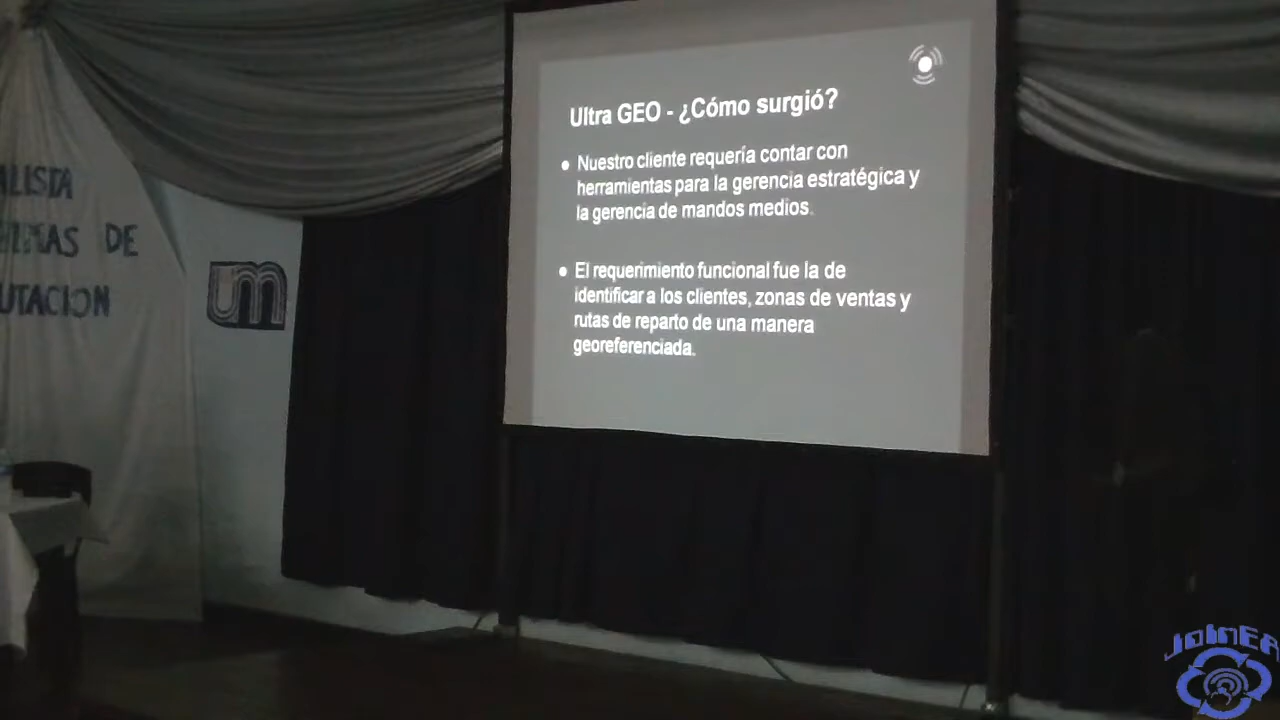 Ultra GEO - ¿Cómo surgió?
• Nuestro cliente requería contar con
herramientas para la gerencia estratégica y
la gerencia de mandos medios.
• El requerimiento funcional fue la de
identificar a los clientes, zonas de ventas y
rutas de reparto de una manera
georeferenciada.
ALISTA
DE
UTACION
um